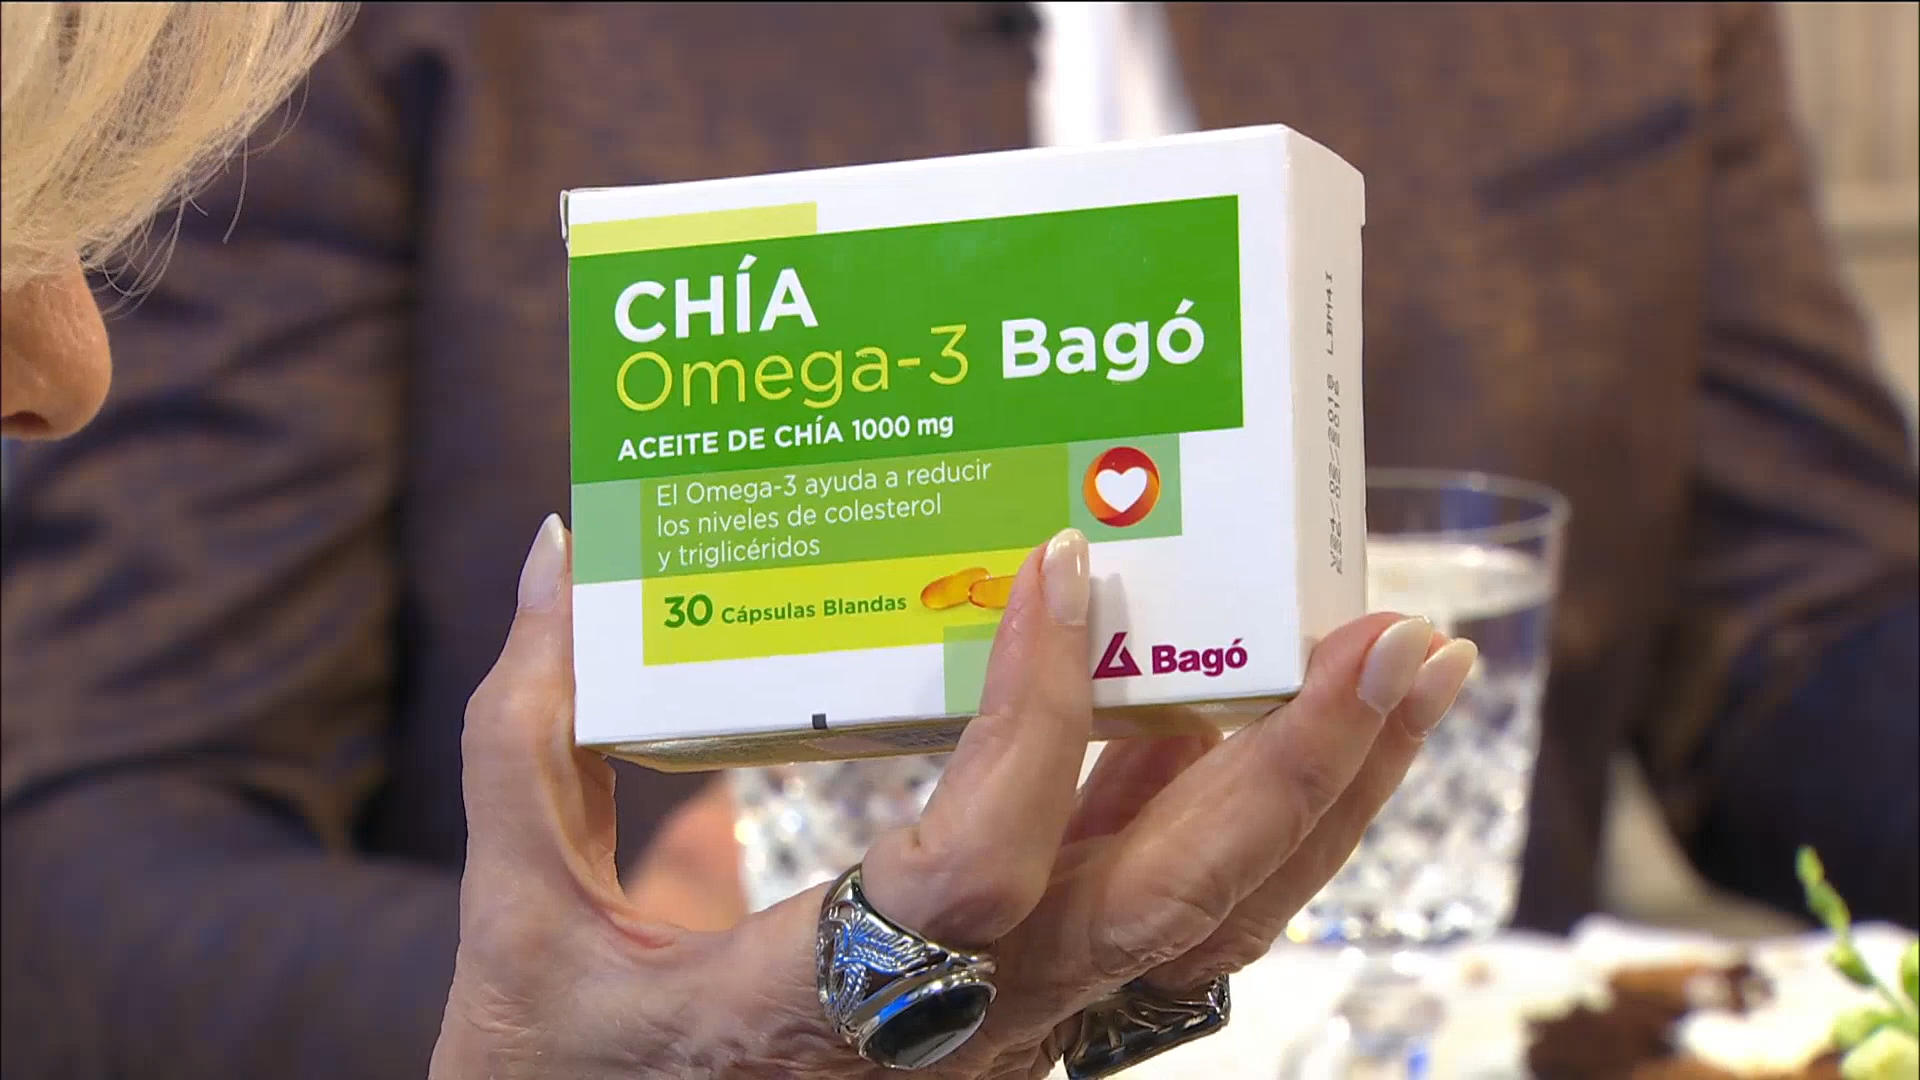 CHÍA
Omega-3 Bagó
ACEITE DE CHÍA 1000 mg
El Omega-3 ayuda a reducir
los niveles de colesterol
y triglicéridos
30 Cápsulas Blandas
Bagó